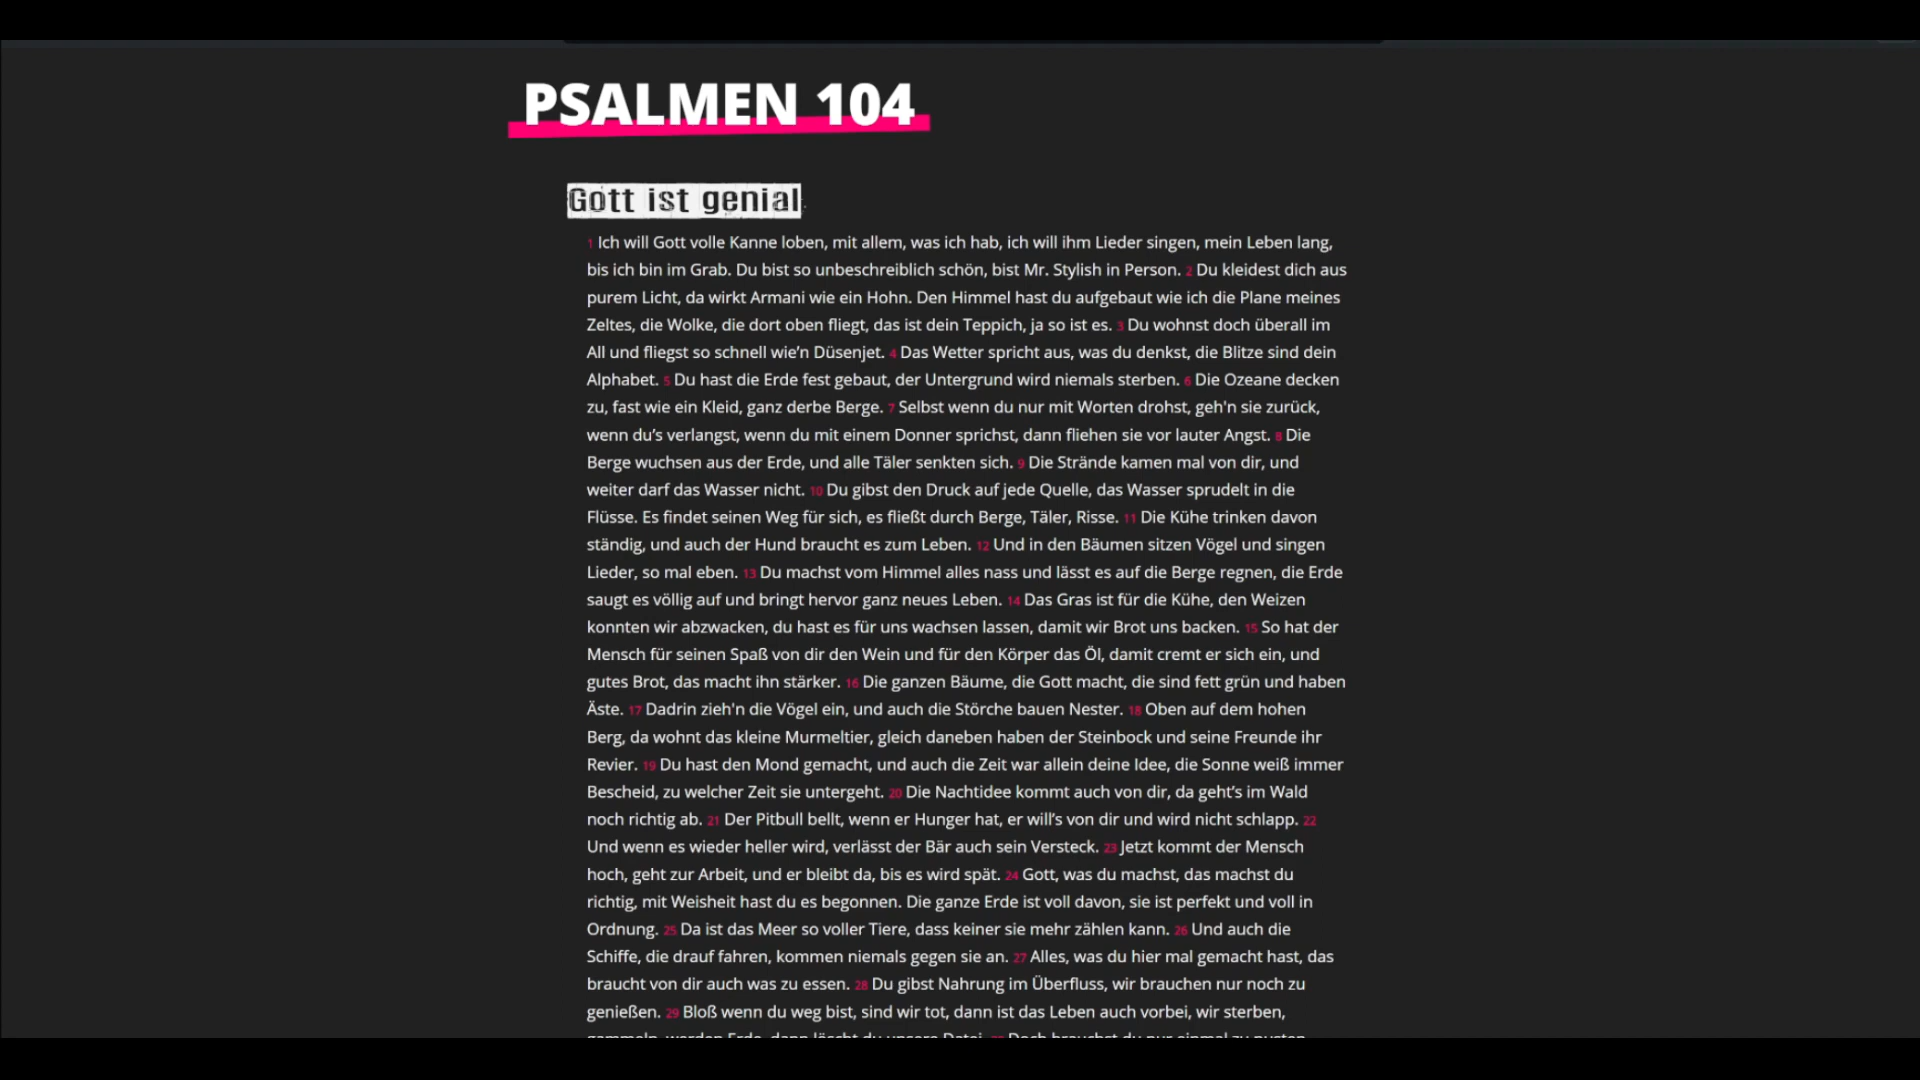 PSALMEN 104
Gott ist genial
1 Ich will Gott volle Kanne loben, mit allem, was ich hab, ich will ihm Lieder singen, mein Leben lang,
bis ich bin im Grab. Du bist so unbeschreiblich schön, bist Mr. Stylish in Person. 2 Du kleidest dich aus
purem Licht, da wirkt Armani wie ein Hohn. Den Himmel hast du aufgebaut wie ich die Plane meines
Zeltes, die Wolke, die dort oben fliegt, das ist dein Teppich, ja so ist es. 3 Du wohnst doch überall im
All und fliegst so schnell wie’n Düsenjet. 4 Das Wetter spricht aus, was du denkst, die Blitze sind dein
Alphabet. 5 Du hast die Erde fest gebaut, der Untergrund wird niemals sterben. 6 Die Ozeane decken
zu, fast wie ein Kleid, ganz derbe Berge. 7 Selbst wenn du nur mit Worten drohst, geh'n sie zurück,
wenn du’s verlangst, wenn du mit einem Donner sprichst, dann fliehen sie vor lauter Angst. 8 Die
Berge wuchsen aus der Erde, und alle Täler senkten sich. 9 Die Strände kamen mal von dir, und
weiter darf das Wasser nicht. 10 Du gibst den Druck auf jede Quelle, das Wasser sprudelt in die
Flüsse. Es findet seinen Weg für sich, es fließt durch Berge, Täler, Risse. 11 Die Kühe trinken davon
ständig, und auch der Hund braucht es zum Leben. 12 Und in den Bäumen sitzen Vögel und singen
Lieder, so mal eben. 13 Du machst vom Himmel alles nass und lässt es auf die Berge regnen, die Erde
saugt es völlig auf und bringt hervor ganz neues Leben. 14 Das Gras ist für die Kühe, den Weizen
konnten wir abzwacken, du hast es für uns wachsen lassen, damit wir Brot uns backen. 15 So hat der
Mensch für seinen Spaß von dir den Wein und für den Körper das Öl, damit cremt er sich ein, und
gutes Brot, das macht ihn stärker. 16 Die ganzen Bäume, die Gott macht, die sind fett grün und haben
Äste. 17 Dadrin zieh'n die Vögel ein, und auch die Störche bauen Nester. 18 Oben auf dem hohen
Berg, da wohnt das kleine Murmeltier, gleich daneben haben der Steinbock und seine Freunde ihr
Revier. 19 Du hast den Mond gemacht, und auch die Zeit war allein deine Idee, die Sonne weiß immer
Bescheid, zu welcher Zeit sie untergeht. 20 Die Nachtidee kommt auch von dir, da geht’s im Wald
noch richtig ab. 21 Der Pitbull bellt, wenn er Hunger hat, er will’s von dir und wird nicht schlapp. 22
Und wenn es wieder heller wird, verlässt der Bär auch sein Versteck. 23 Jetzt kommt der Mensch
hoch, geht zur Arbeit, und er bleibt da, bis es wird spät. 24 Gott, was du machst, das machst du
richtig, mit Weisheit hast du es begonnen. Die ganze Erde ist voll davon, sie ist perfekt und voll in
Ordnung. 25 Da ist das Meer so voller Tiere, dass keiner sie mehr zählen kann. 26 Und auch die
Schiffe, die drauf fahren, kommen niemals gegen sie an. 27 Alles, was du hier mal gemacht hast, das
braucht von dir auch was zu essen. 28 Du gibst Nahrung im Überfluss, wir brauchen nur noch zu
genießen. 29 Bloß wenn du weg bist, sind wir tot, dann ist das Leben auch vorbei, wir sterben,